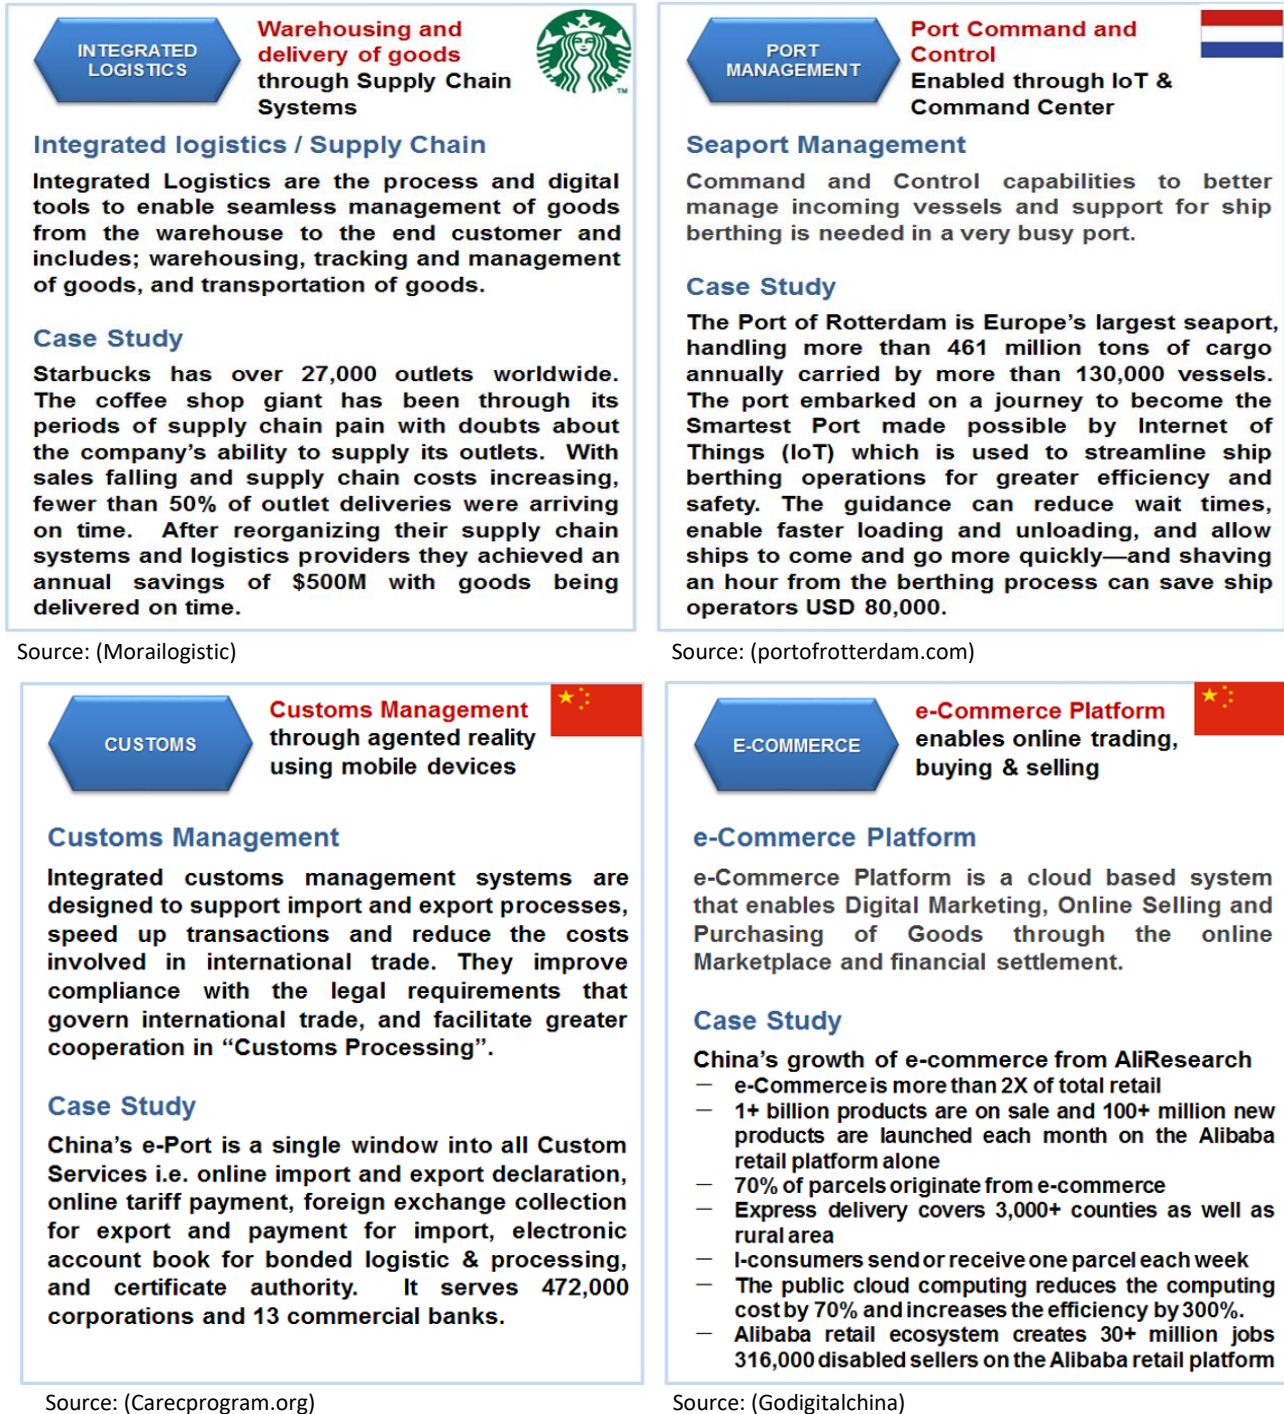 INTEGRATED
LOGISTICS
Warehousing and
delivery of goods
through Supply Chain
Systems
TM
Integrated logistics / Supply Chain
Integrated Logistics are the process and digital
tools to enable seamless management of goods
from the warehouse to the end customer and
includes; warehousing, tracking and management
of goods, and transportation of goods.
Case Study
Starbucks has over 27,000 outlets worldwide.
The coffee shop giant has been through its
periods of supply chain pain with doubts about
the company's ability to supply its outlets. With
sales falling and supply chain costs increasing,
fewer than 50% of outlet deliveries were arriving
on time. After reorganizing their supply chain
systems and logistics providers they achieved an
annual savings of $500M with goods being
delivered on time.
Source: (Morailogistic)
PORT
MANAGEMENT
Port Command and
Control
Enabled through IoT &
Command Center
Seaport Management
Command and Control capabilities to better
manage incoming vessels and support for ship
berthing is needed in a very busy port.
Case Study
The Port of Rotterdam is Europe's largest seaport,
handling more than 461 million tons of cargo
annually carried by more than 130,000 vessels.
The port embarked on a journey to become the
Smartest Port made possible by Internet of
Things (IoT) which is used to streamline ship
berthing operations for greater efficiency and
safety. The guidance can reduce wait times,
enable faster loading and unloading, and allow
ships to come and go more quickly—and shaving
an hour from the berthing process can save ship
operators USD 80,000.
Source: (portofrotterdam.com)
CUSTOMS
Customs Management
through agented reality
using mobile devices
Customs Management
Integrated customs management systems are
designed to support import and export processes,
speed up transactions and reduce the costs
involved in international trade. They improve
compliance with the legal requirements that
govern international trade, and facilitate greater
cooperation in “Customs Processing”.
Case Study
China's e-Port is a single window into all Custom
Services i.e. online import and export declaration,
online tariff payment, foreign exchange collection
for export and payment for import, electronic
account book for bonded logistic & processing,
and certificate authority. It serves 472,000
corporations and 13 commercial banks.
Source: (Carecprogram.org)
E-COMMERCE
e-Commerce Platform
enables online trading,
buying & selling
e-Commerce Platform
e-Commerce Platform is a cloud based system
that enables Digital Marketing, Online Selling and
Purchasing of Goods through the online
Marketplace and financial settlement.
Case Study
China's growth of e-commerce from AliResearch
— e-Commerce is more than 2X of total retail
— 1+ billion products are on sale and 100+ million new
products are launched each month on the Alibaba
retail platform alone
— 70% of parcels originate from e-commerce
— Express delivery covers 3,000+ counties as well as
rural area
— I-consumers send or receive one parcel each week
— The public cloud computing reduces the computing
cost by 70% and increases the efficiency by 300%.
— Alibaba retail ecosystem creates 30+ million jobs
316,000 disabled sellers on the Alibaba retail platform
Source: (Godigitalchina)